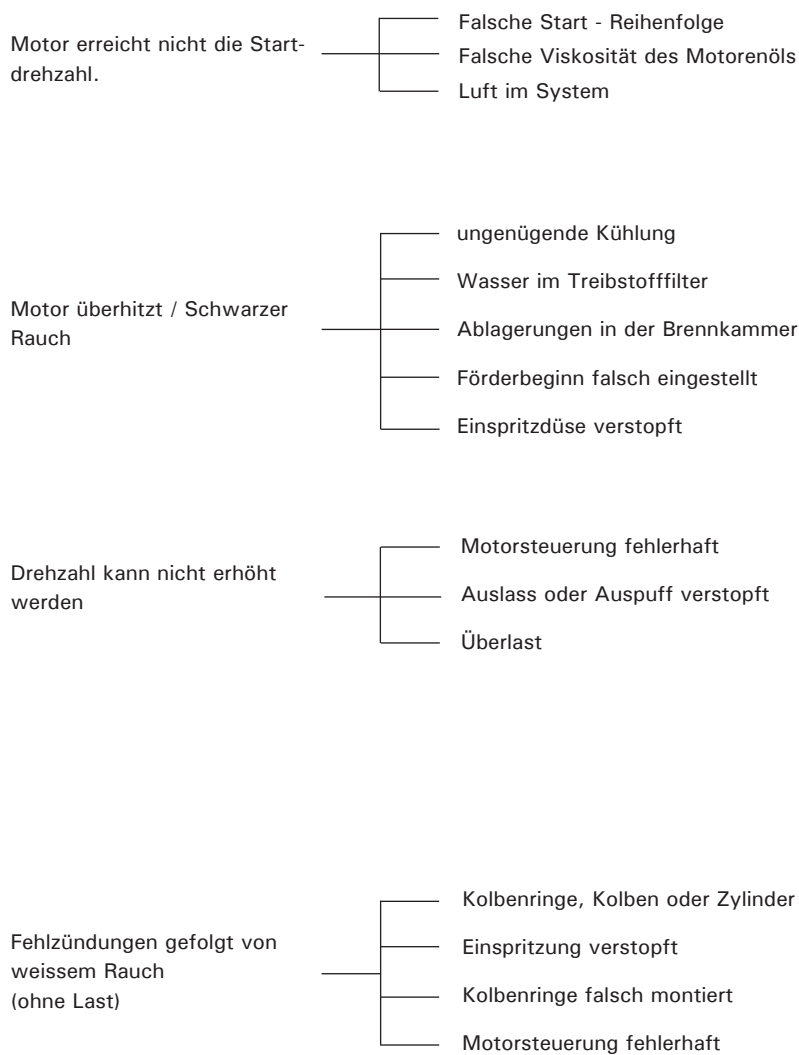 Motor erreicht nicht die Start-
drehzahl.
Falsche Start - Reihenfolge
Falsche Viskosität des Motorenöls
Luft im System
Motor überhitzt / Schwarzer
Rauch
ungenügende Kühlung
Wasser im Treibstofffilter
Ablagerungen in der Brennkammer
Förderbeginn falsch eingestellt
Einspritzdüse verstopft
Drehzahl kann nicht erhöht
werden
Motorsteuerung fehlerhaft
Auslass oder Auspuff verstopft
Überlast
Fehlzündungen gefolgt von
weissem Rauch
(ohne Last)
Kolbenringe, Kolben oder Zylinder
Einspritzung verstopft
Kolbenringe falsch montiert
Motorsteuerung fehlerhaft